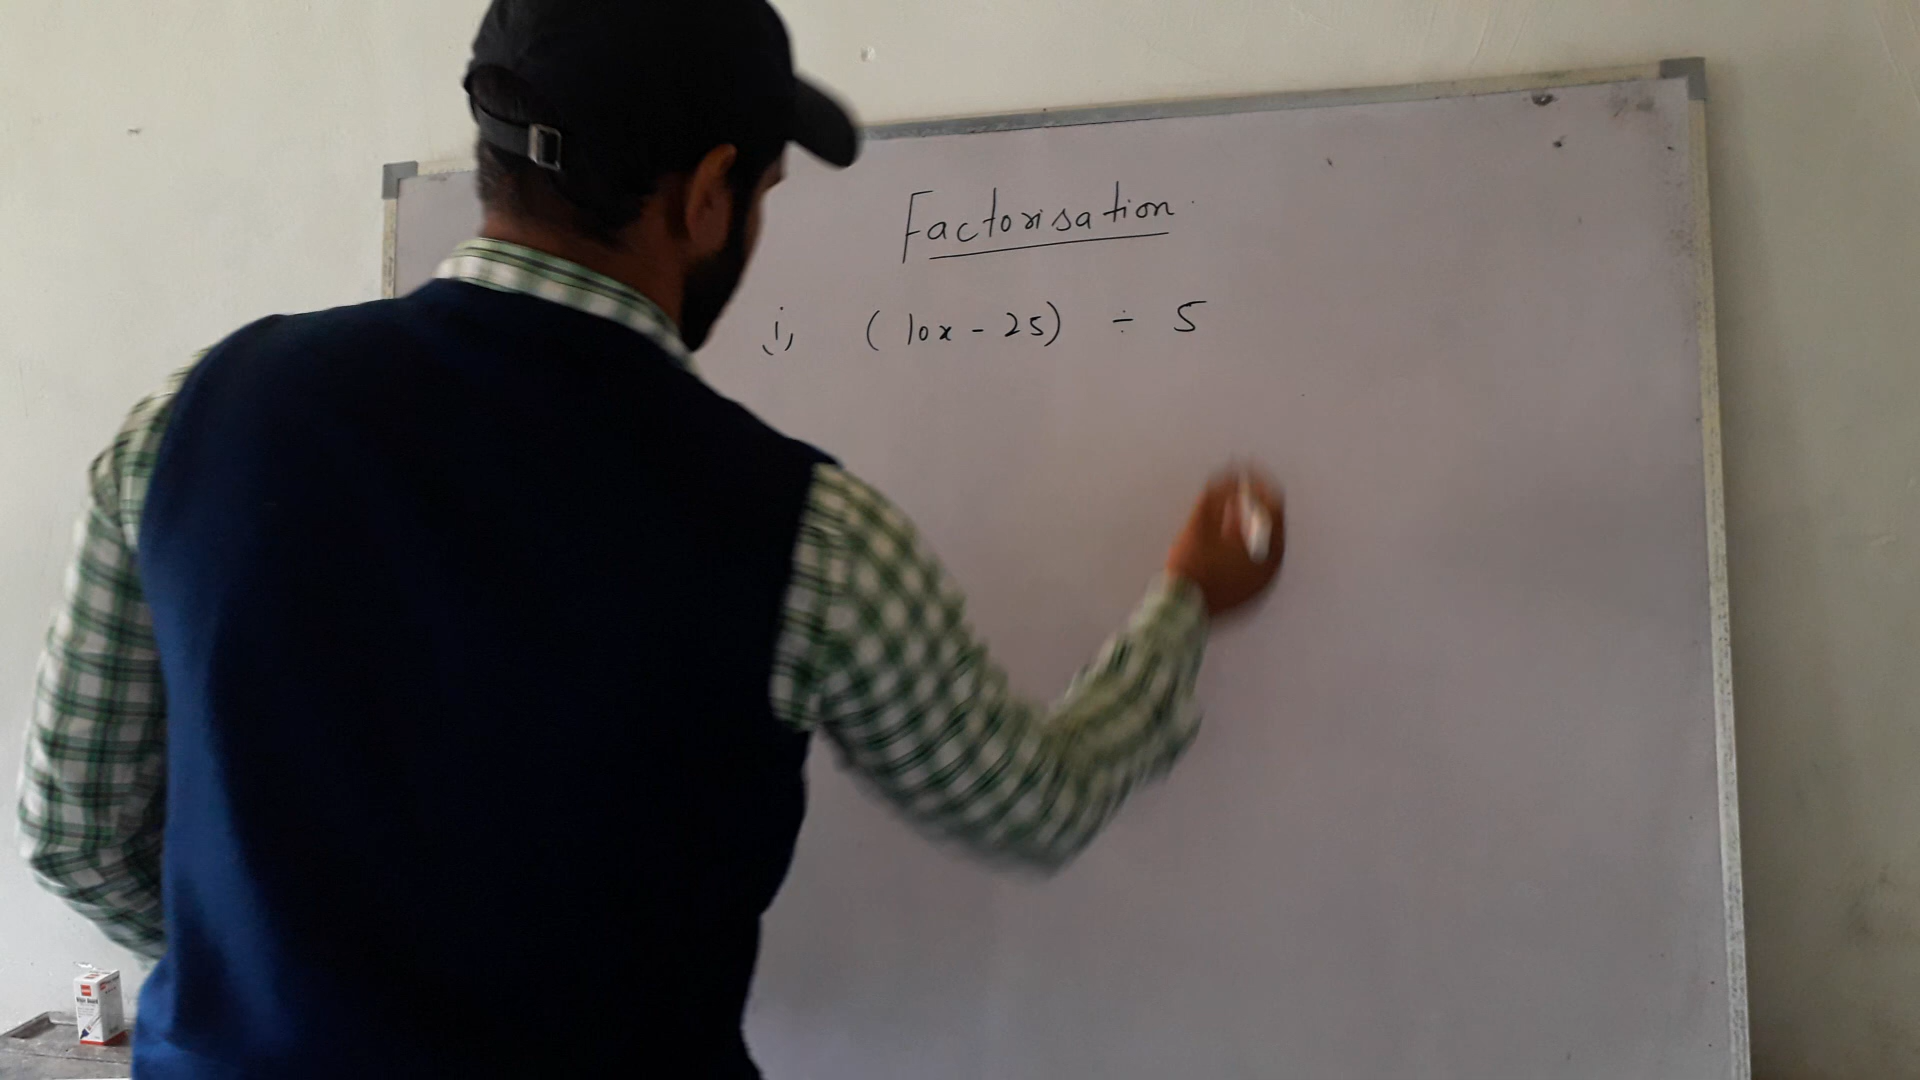 Factorisation
i, (10x - 25) ÷ 5